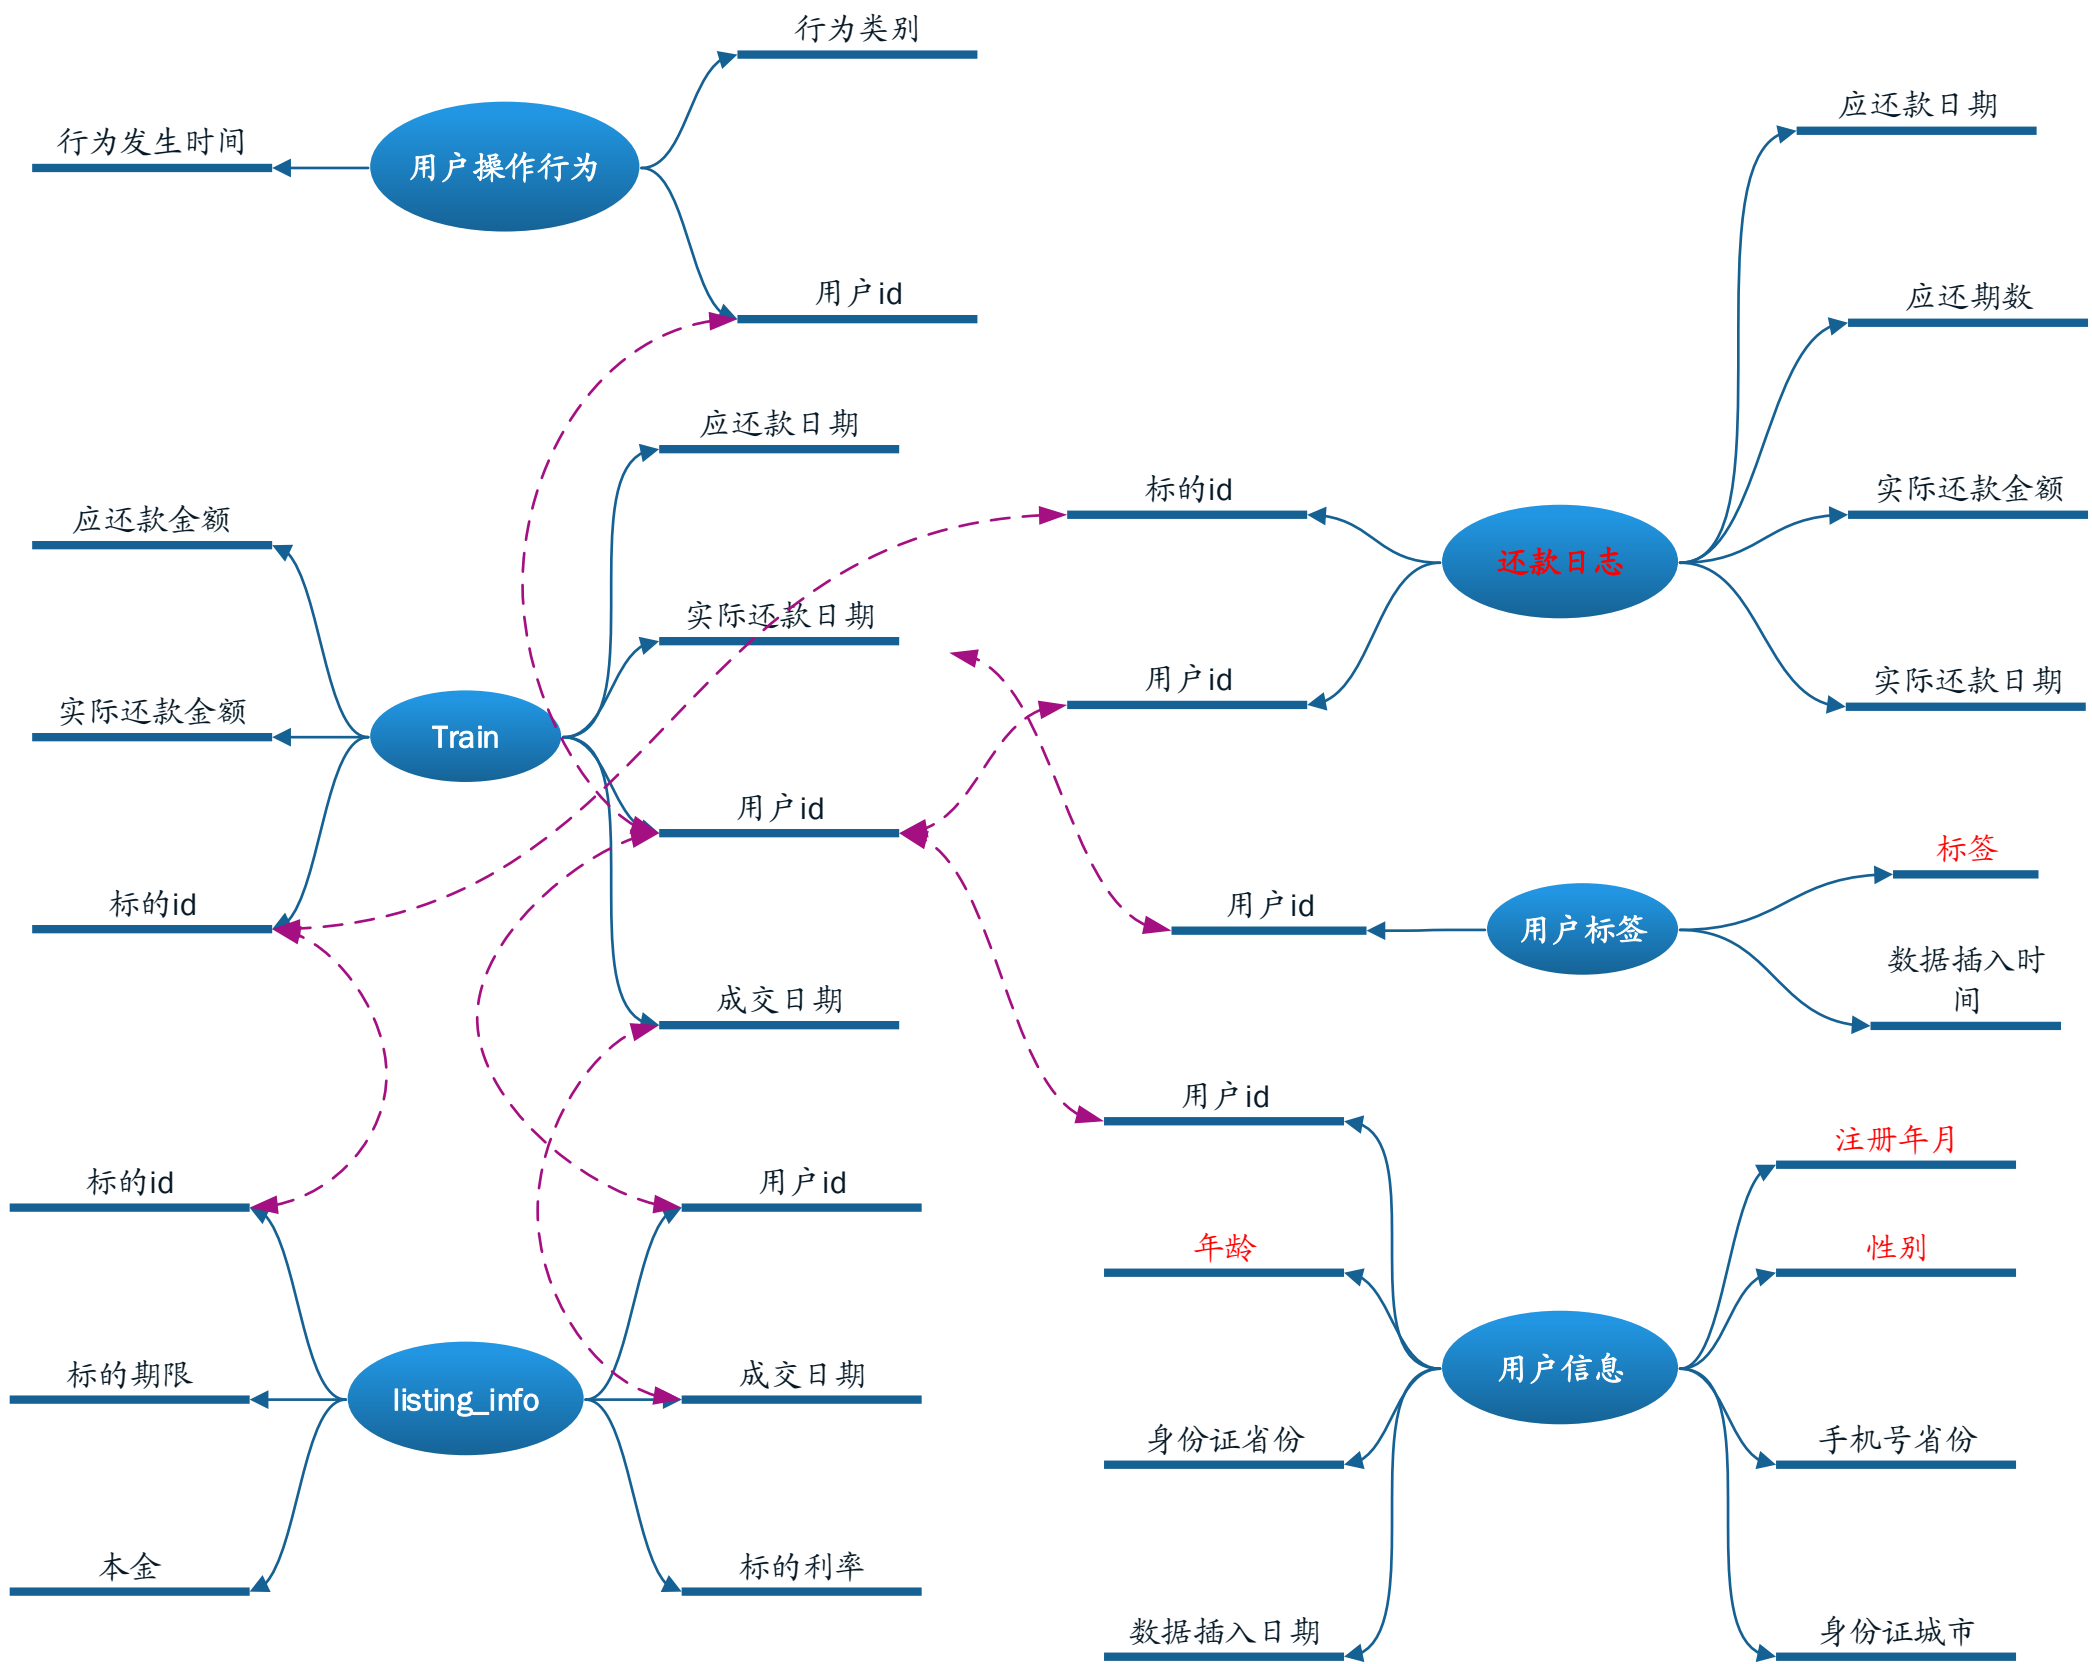 行为类别
行为发生时间
用户操作行为
用户id
应还款日期
应还期数
标的id
实际还款金额
还款日志
用户id
实际还款日期
应还款日期
应还款金额
实际还款日期
实际还款金额
Train
用户id
标的id
成交日期
标签
用户id
用户标签
数据插入时
间
标的id
用户id
标的期限
listing_info
成交日期
本金
标的利率
用户id
注册年月
年龄
性别
用户信息
身份证省份
手机号省份
数据插入日期
身份证城市